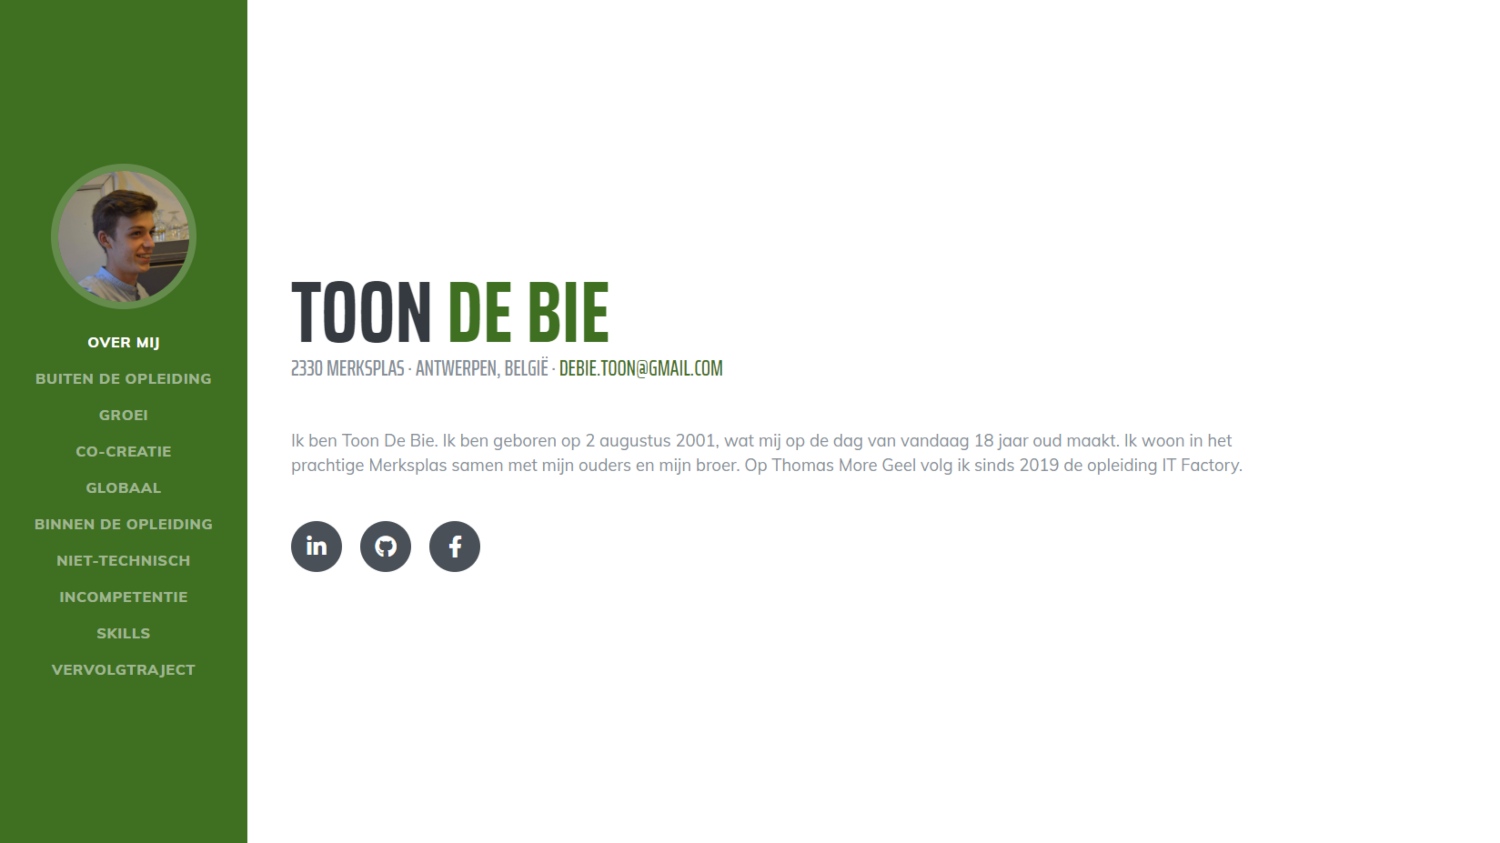 OVER MIJ
BUITEN DE OPLEIDING
GROEI
CO-CREATIE
GLOBAAL
BINNEN DE OPLEIDING
NIET-TECHNISCH
INCOMPETENTIE
SKILLS
VERVOLGTRAJECT
TOON DE BIE
2330 MERKSPLAS · ANTWERPEN, BELGIË · DEBIE.TOON@GMAIL.COM
Ik ben Toon De Bie. Ik ben geboren op 2 augustus 2001, wat mij op de dag van vandaag 18 jaar oud maakt. Ik woon in het
prachtige Merksplas samen met mijn ouders en mijn broer. Op Thomas More Geel volg ik sinds 2019 de opleiding IT Factory.